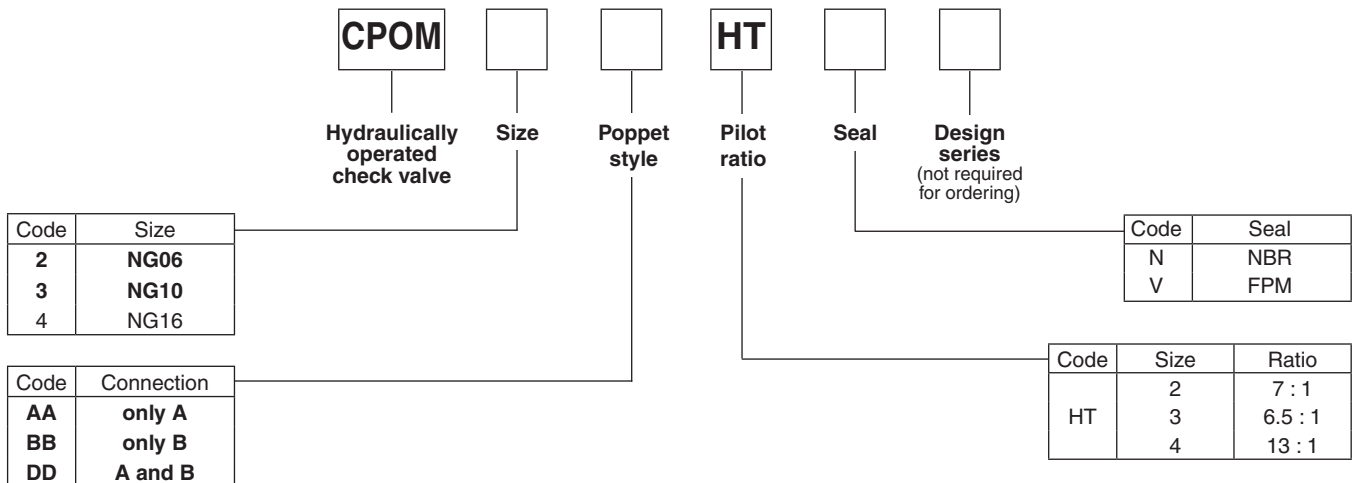 CPOM HT
Hydraulically
operated
check valve
Size
Poppet
style
Pilot
ratio
Seal
Design
series
(not required
for ordering)
Code Size
2 NG06
3 NG10
4 NG16
Code Connection
AA only A
BB only B
DD A and B
Code Seal
N NBR
V FPM
Code Size Ratio
2 7 : 1
HT 3 6.5 : 1
4 13 : 1